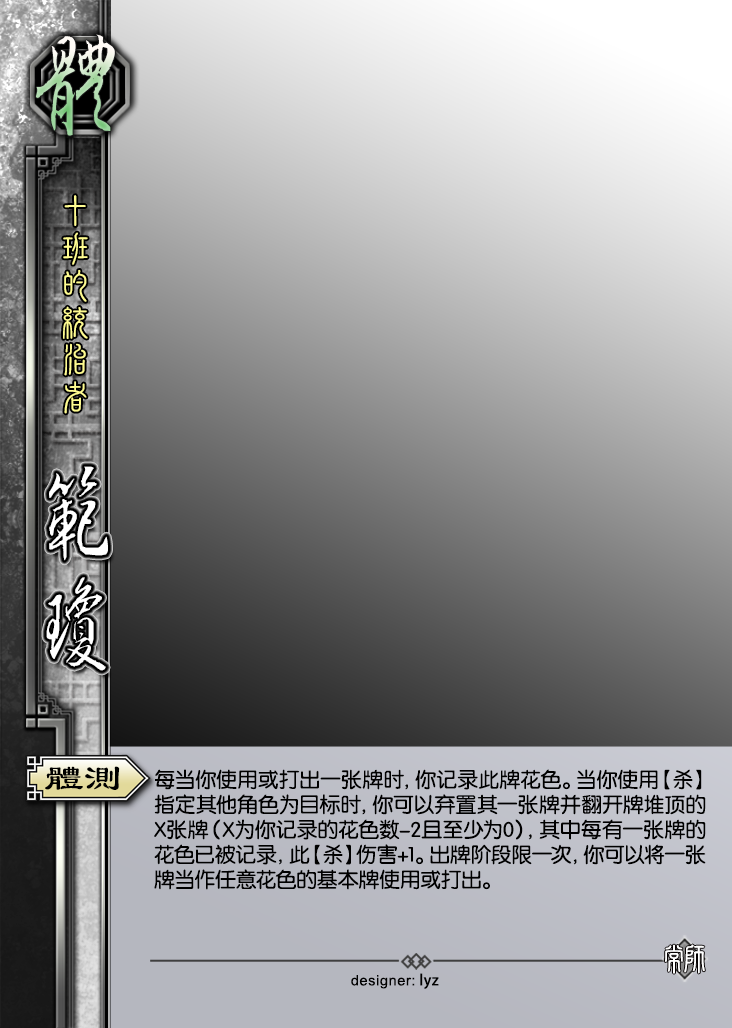 體
十班的統治者
範瓊
體測
每当你使用或打出一张牌时，你记录此牌花色。当你使用【杀】
指定其他角色为目标时，你可以弃置其一张牌并翻开牌堆顶的
X张牌（X为你记录的花色数-2且至少为0），其中每有一张牌的
花色已被记录，此【杀】伤害+1。出牌阶段限一次，你可以将一张
牌当作任意花色的基本牌使用或打出。
常师
designer: lyz